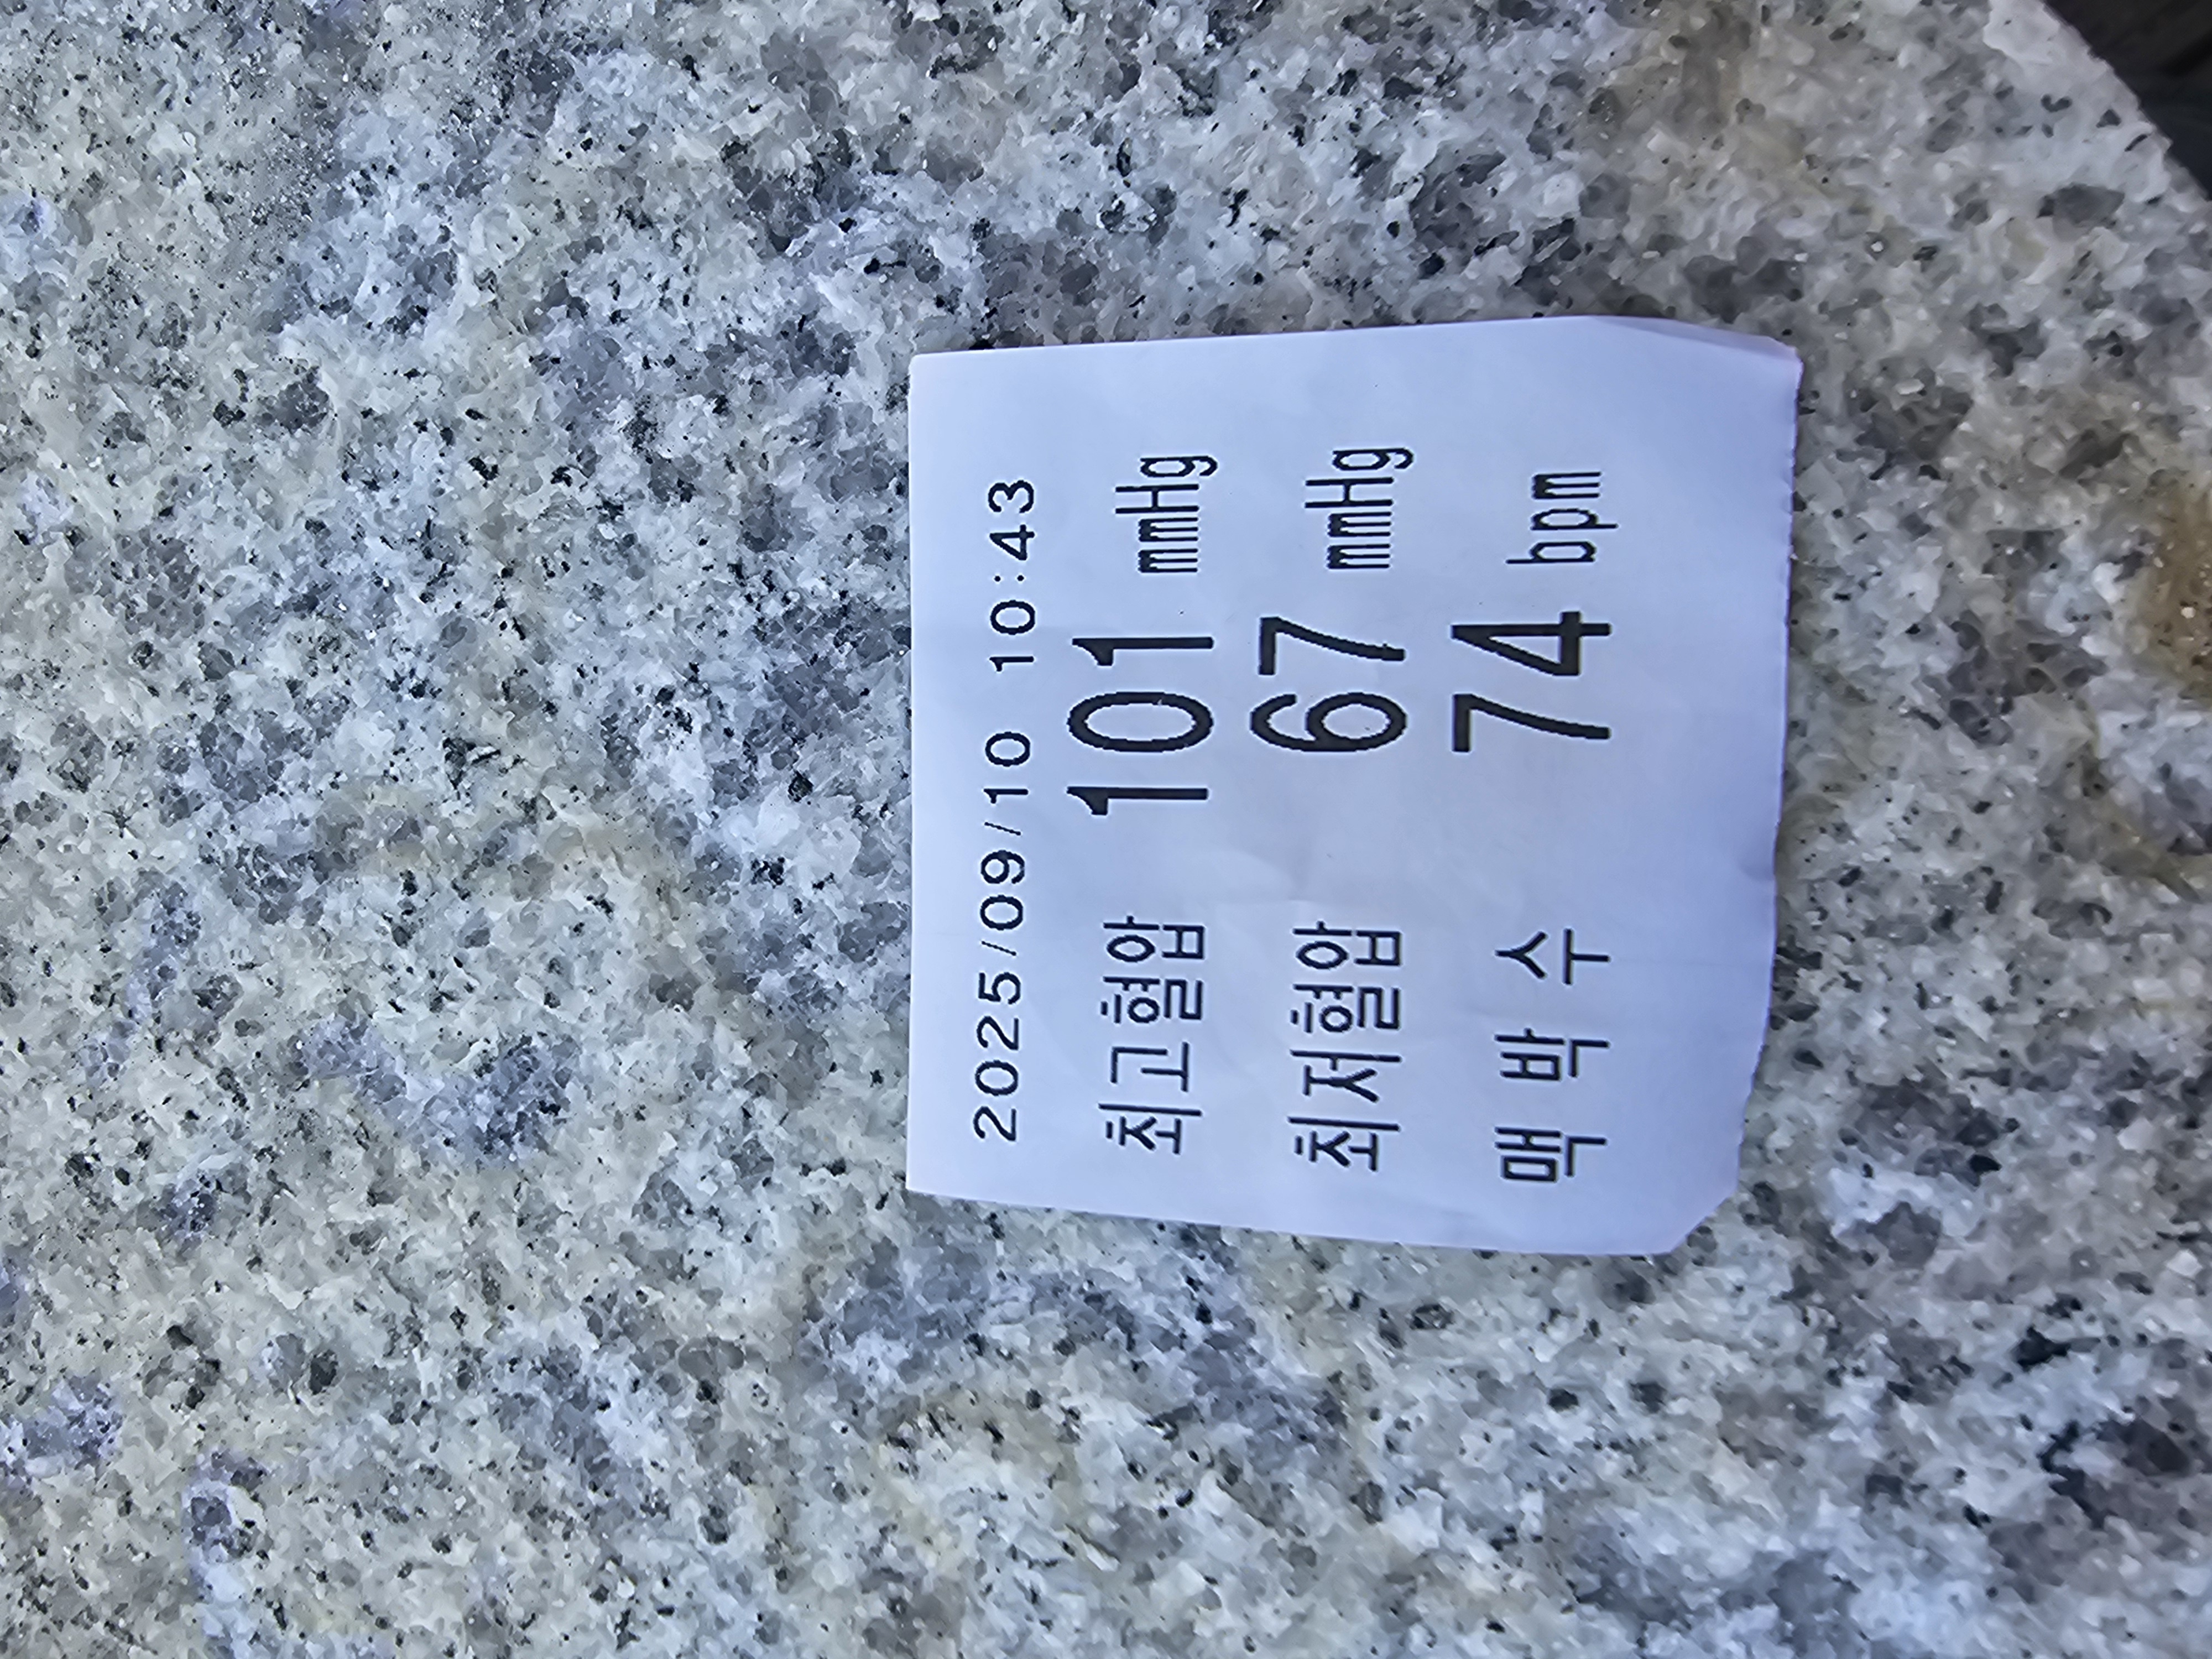 2025/09/10 10:43
최고혈압 101 mmHg
최저혈압 67 mmHg
맥 박 수 74 bpm